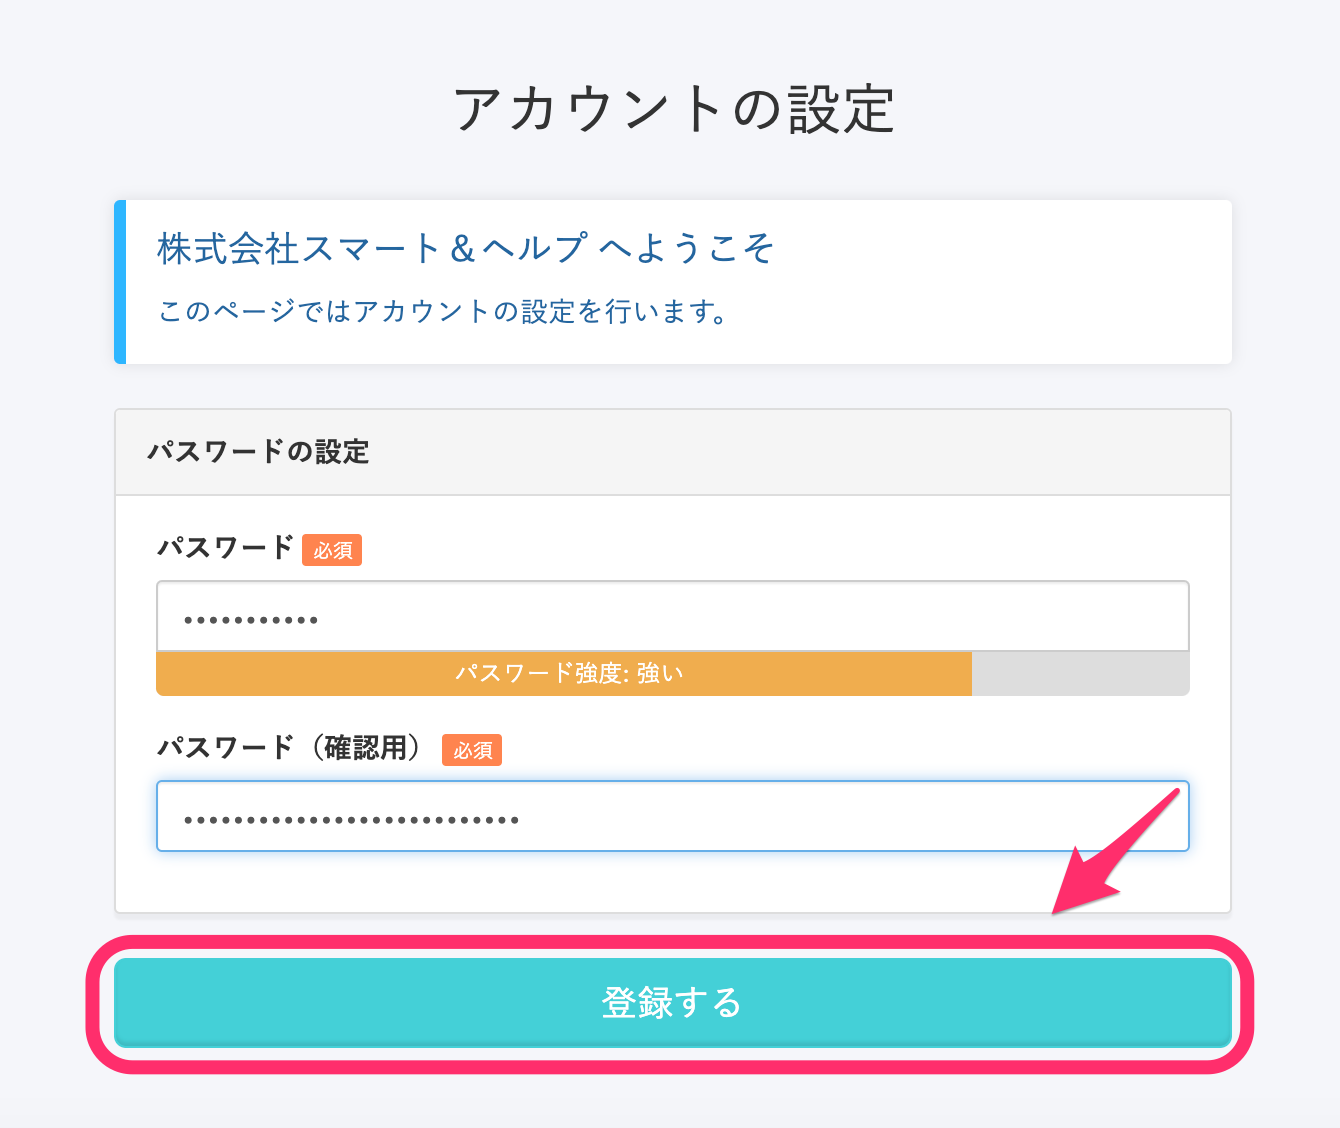 アカウントの設定
株式会社スマート＆ヘルプ へようこそ
このページではアカウントの設定を行います。
パスワードの設定
パスワード 必須
•••••••••••
パスワード強度: 強い
パスワード（確認用） 必須
•••••••••••••••••••••••••••
登録する